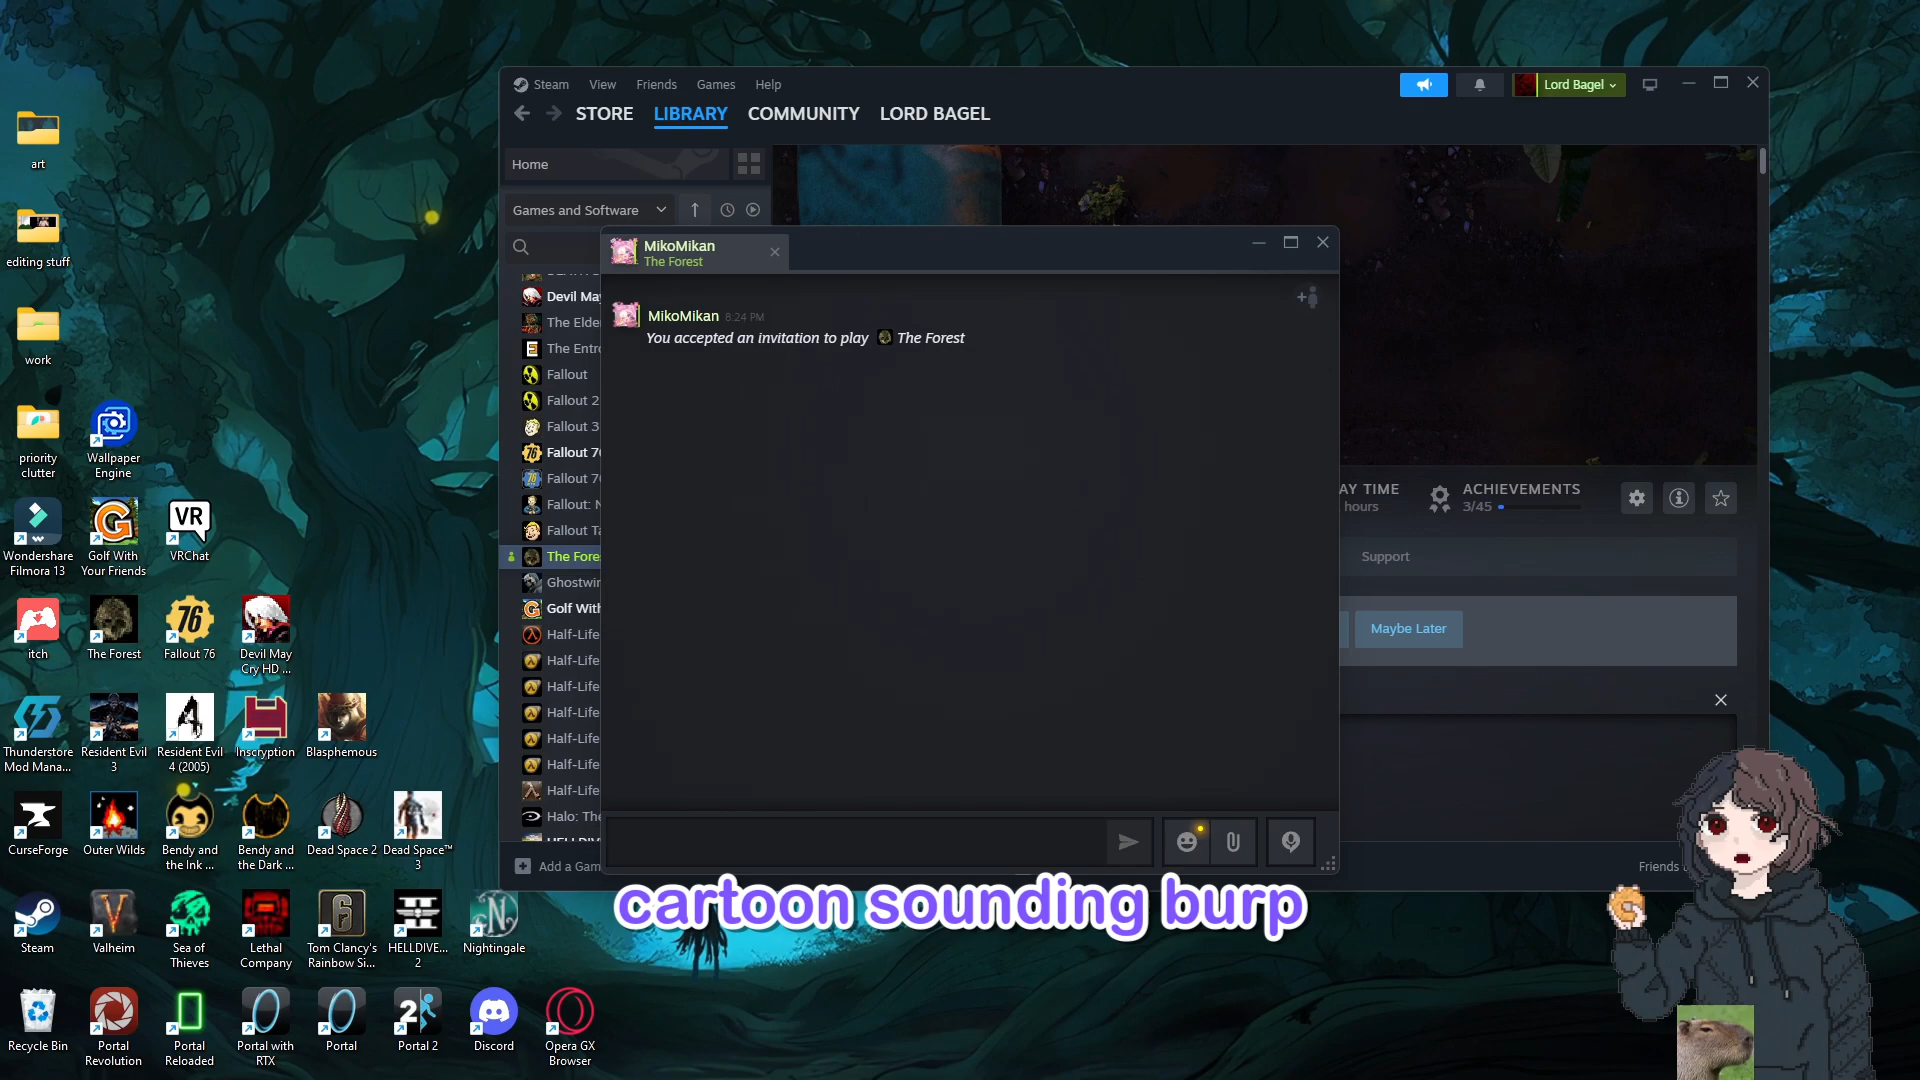 art
editing stuff
work
priority
clutter
Wallpaper
Engine
Wondershare
Filmora 13
Golf With
Your Friends
VR
VRChat
itch
The Forest
76
Fallout 76
Devil May
Cry HD ...
Thunderstore
Mod Mana...
Resident Evil
3
Resident Evil
4 (2005)
Inscryption
Blasphemous
CurseForge
Outer Wilds
Bendy and
the Ink ...
Bendy and
the Dark ...
Dead Space 2
Dead Space™
3
Steam
Valheim
Sea of
Thieves
Lethal
Company
Tom Clancy's
Rainbow Si...
HELLDIVE...
2
Nightingale
Recycle Bin
Portal
Revolution
Portal
Reloaded
Portal with
RTX
Portal
2
Portal 2
Discord
Opera GX
Browser
Steam View Friends Games Help
Lord Bagel
STORE LIBRARY COMMUNITY LORD BAGEL
Home
Games and Software
Devil May
The Elde
The Entro
Fallout
Fallout 2
Fallout 3
Fallout 7
Fallout 7
Fallout: N
Fallout Ta
The Fores
Ghostwir
Golf With
Half-Life
Half-Life
Half-Life
Half-Life
Half-Life
Half-Life
Half-Life
Halo: The
Add a Gam
MikoMikan
The Forest
MikoMikan 8:24 PM
You accepted an invitation to play The Forest
AY TIME
hours
ACHIEVEMENTS
3/45
Support
Maybe Later
Friends
cartoon sounding burp